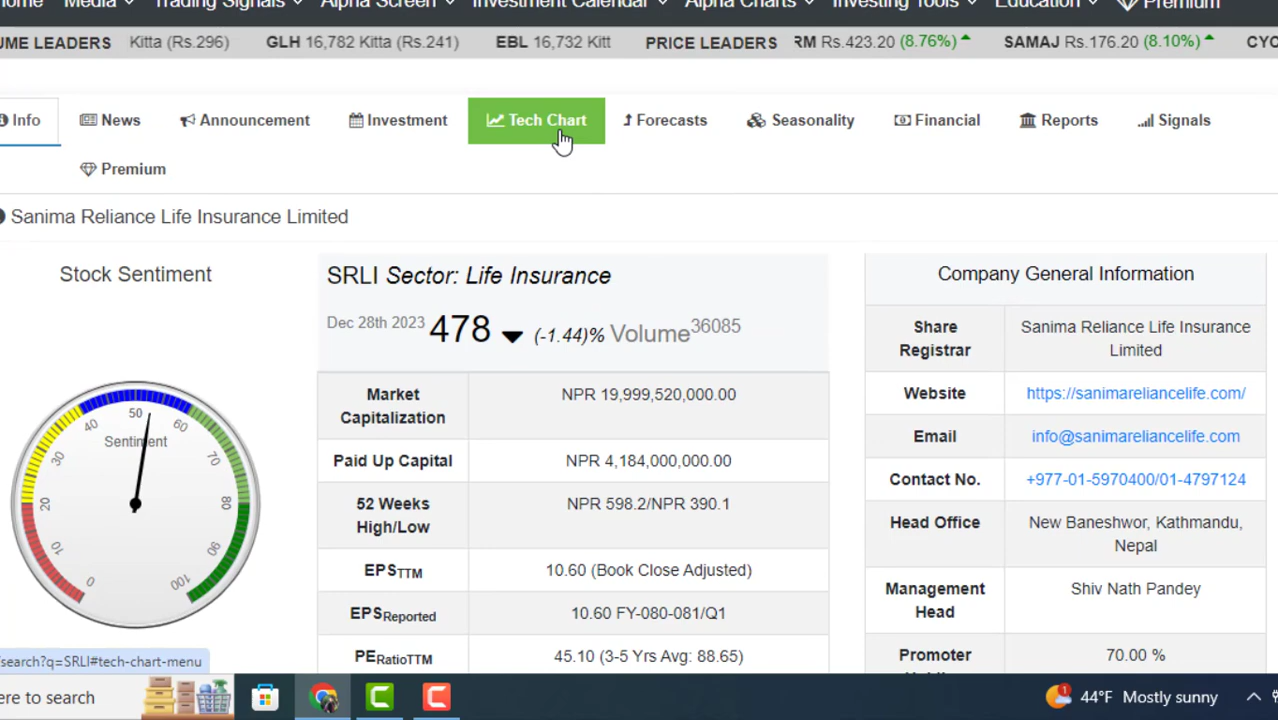 Home Media Trading Signals Alpha Screen Investment Calendar Alpha Charts Investing Tools Education Premium
UME LEADERS Kitta (Rs.296) GLH 16,782 Kitta (Rs.241) EBL 16,732 Kitt PRICE LEADERS RM Rs.423.20 (8.76%) SAMAJ Rs.176.20 (8.10%) CYC
Info News Announcement Investment Tech Chart Forecasts Seasonality Financial Reports Signals
Premium
Sanima Reliance Life Insurance Limited
Stock Sentiment
0 10 20 30 40 50 60 70 80 90 100
Sentiment
SRLI Sector: Life Insurance
Dec 28th 2023 478 (-1.44)% Volume 36085
Market Capitalization NPR 19,999,520,000.00
Paid Up Capital NPR 4,184,000,000.00
52 Weeks High/Low NPR 598.2/NPR 390.1
EPSTTM 10.60 (Book Close Adjusted)
EPSReported 10.60 FY-080-081/Q1
PERatioTTM 45.10 (3-5 Yrs Avg: 88.65)
Company General Information
Share Registrar Sanima Reliance Life Insurance Limited
Website https://sanimareliancelife.com/
Email info@sanimareliancelife.com
Contact No. +977-01-5970400/01-4797124
Head Office New Baneshwor, Kathmandu, Nepal
Management Head Shiv Nath Pandey
Promoter 70.00 %
/search?q=SRLI#tech-chart-menu
ere to search
1 44°F Mostly sunny